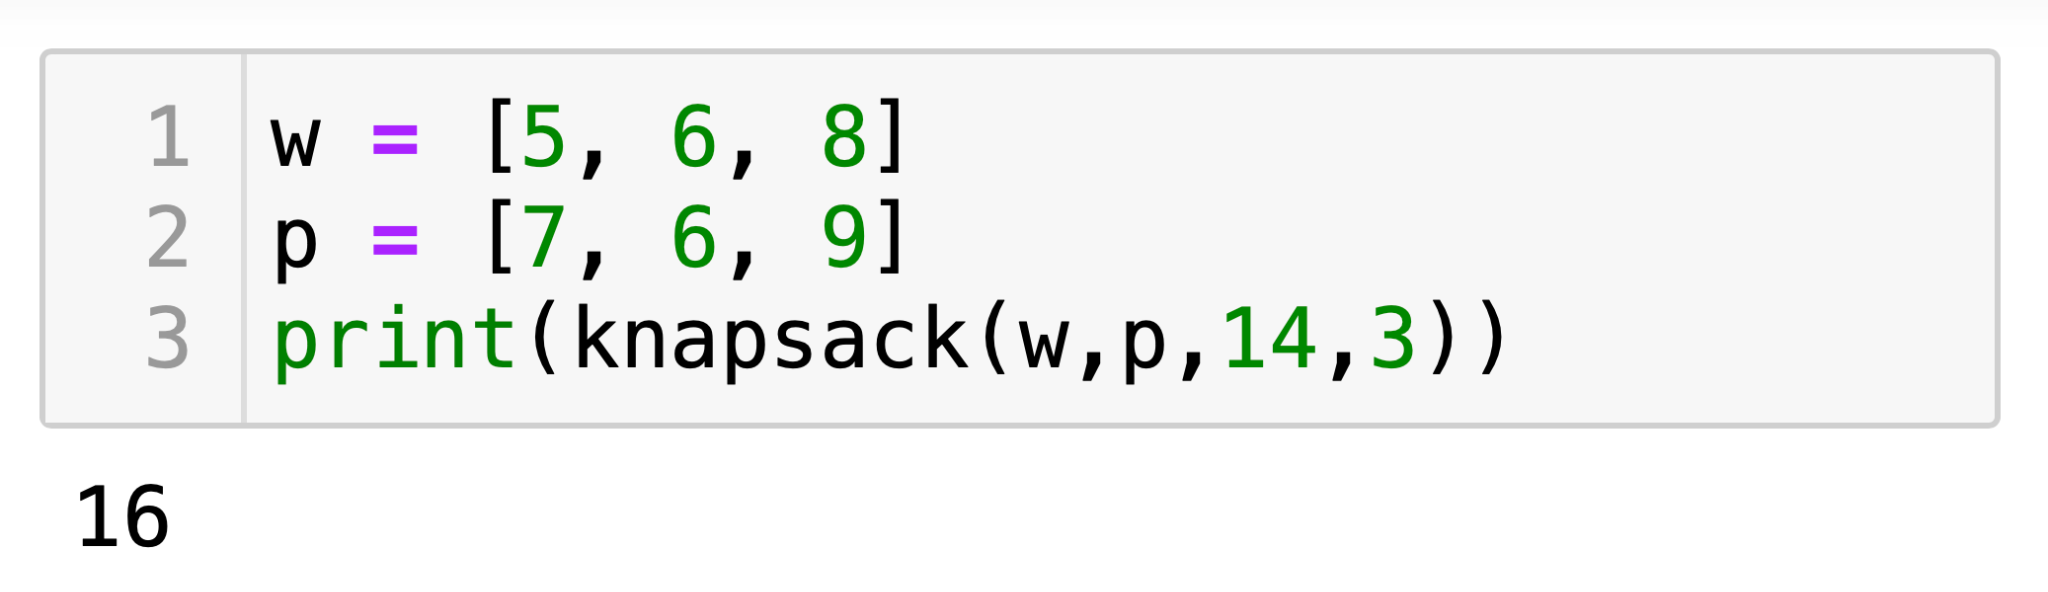 1 w = [5, 6, 8]
2 p = [7, 6, 9]
3 print(knapsack(w,p,14,3))
16